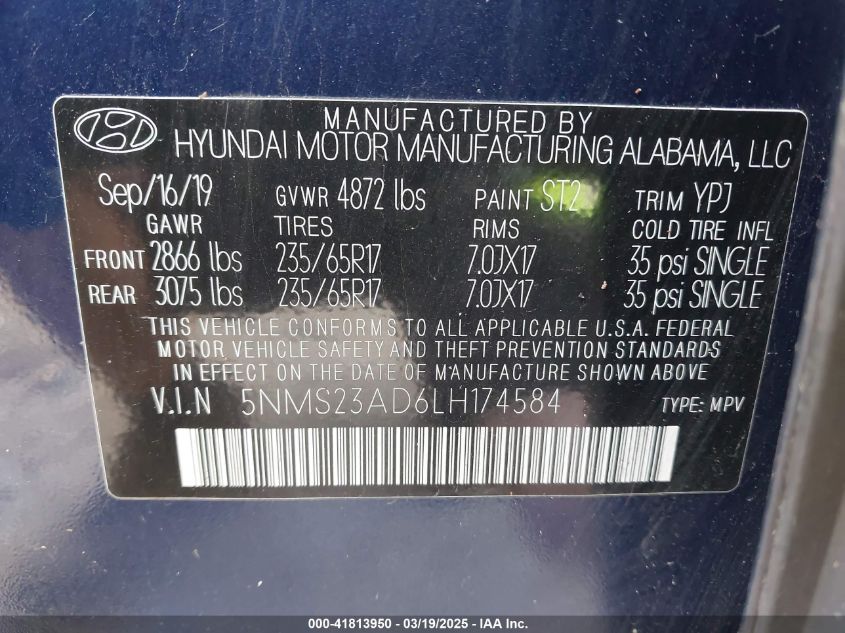 MANUFACTURED BY
HYUNDAI MOTOR MANUFACTURING ALABAMA, LLC
Sep/16/19 GVWR 4872 lbs PAINT ST2 TRIM YPJ
GAWR TIRES RIMS COLD TIRE INFL
FRONT 2866 lbs 235/65R17 7.0JX17 35 psi SINGLE
REAR 3075 lbs 235/65R17 7.0JX17 35 psi SINGLE
THIS VEHICLE CONFORMS TO ALL APPLICABLE U.S.A. FEDERAL
MOTOR VEHICLE SAFETY AND THEFT PREVENTION STANDARDS
IN EFFECT ON THE DATE OF MANUFACTURE SHOWN ABOVE
V.I.N 5NMS23AD6LH174584 TYPE: MPV
000-41813950 - 03/19/2025 - IAA Inc.